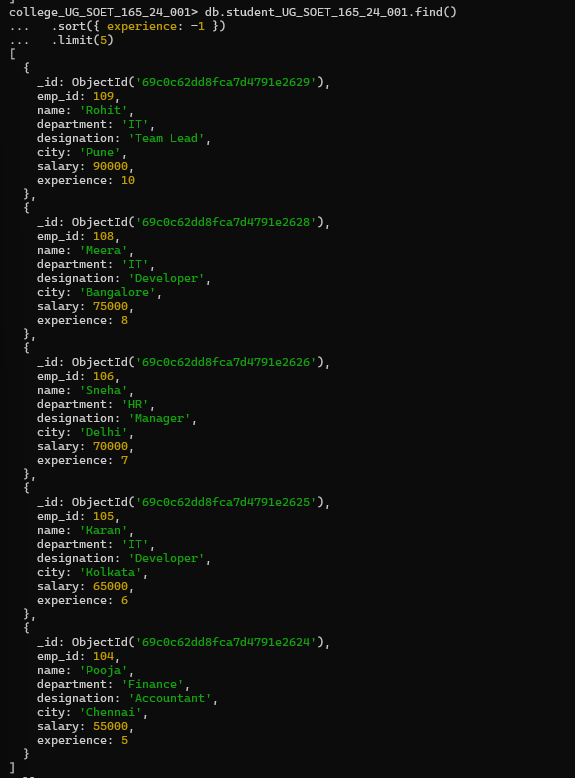 college_UG_SOET_165_24_001> db.student_UG_SOET_165_24_001.find()
...   .sort({ experience: -1 })
...   .limit(5)
[
  {
    _id: ObjectId('69c0c62dd8fca7d4791e2629'),
    emp_id: 109,
    name: 'Rohit',
    department: 'IT',
    designation: 'Team Lead',
    city: 'Pune',
    salary: 90000,
    experience: 10
  },
  {
    _id: ObjectId('69c0c62dd8fca7d4791e2628'),
    emp_id: 108,
    name: 'Meera',
    department: 'IT',
    designation: 'Developer',
    city: 'Bangalore',
    salary: 75000,
    experience: 8
  },
  {
    _id: ObjectId('69c0c62dd8fca7d4791e2626'),
    emp_id: 106,
    name: 'Sneha',
    department: 'HR',
    designation: 'Manager',
    city: 'Delhi',
    salary: 70000,
    experience: 7
  },
  {
    _id: ObjectId('69c0c62dd8fca7d4791e2625'),
    emp_id: 105,
    name: 'Karan',
    department: 'IT',
    designation: 'Developer',
    city: 'Kolkata',
    salary: 65000,
    experience: 6
  },
  {
    _id: ObjectId('69c0c62dd8fca7d4791e2624'),
    emp_id: 104,
    name: 'Pooja',
    department: 'Finance',
    designation: 'Accountant',
    city: 'Chennai',
    salary: 55000,
    experience: 5
  }
]